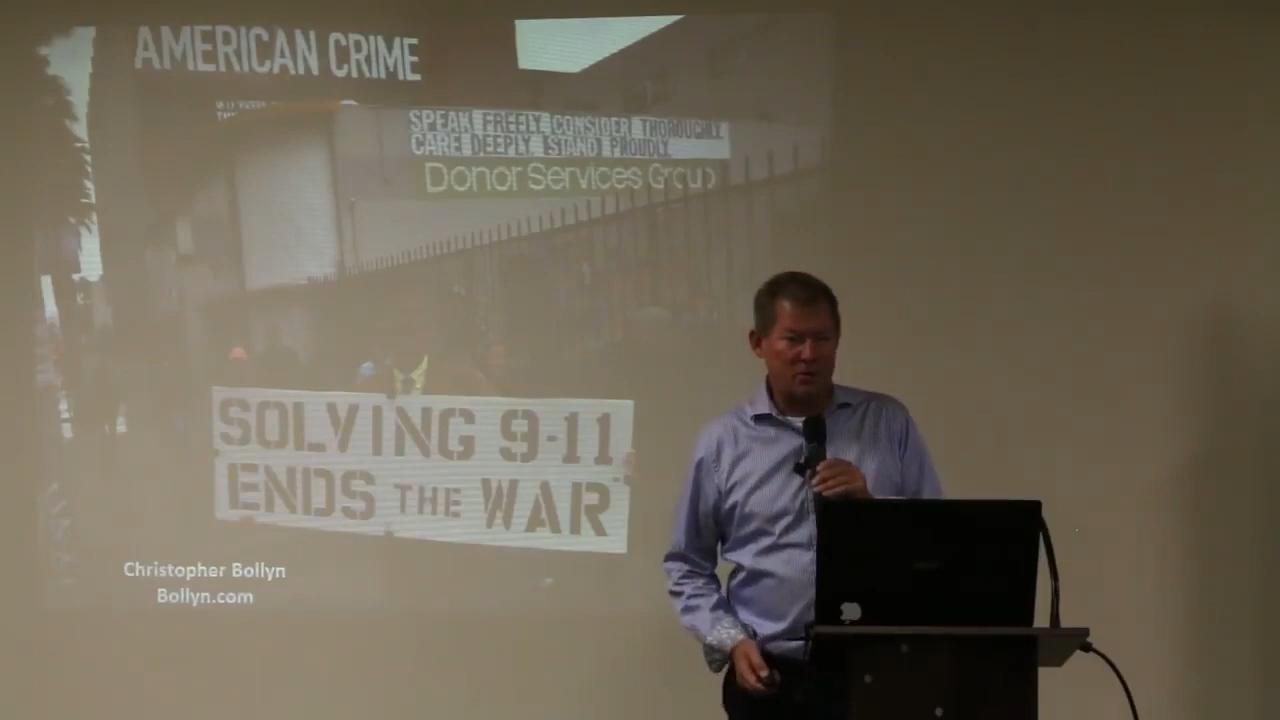 AMERICAN CRIME
SPEAK FREELY. CONSIDER THOROUGHLY.
CARE DEEPLY. STAND PROUDLY.
Donor Services Group
SOLVING 9-11
ENDS THE WAR
Christopher Bollyn
Bollyn.com